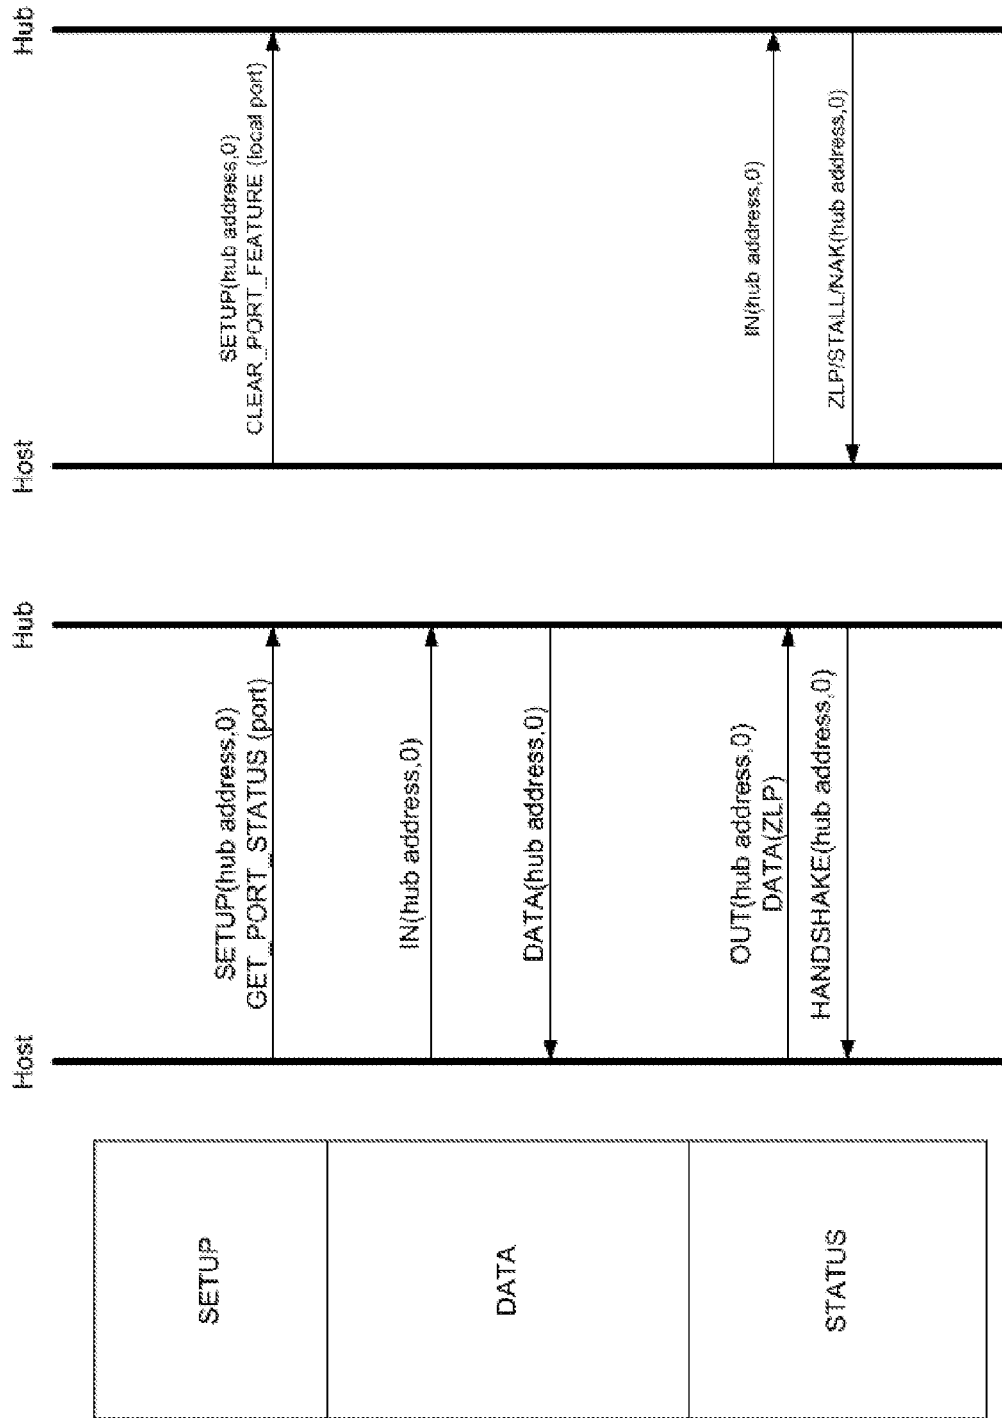 Host
Hub
Host
Hub
SETUP
SETUP(hub address,0)
GET_PORT_STATUS (port)
SETUP(hub address,0)
CLEAR_PORT_FEATURE (local port)
DATA
IN(hub address,0)
DATA(hub address,0)
STATUS
OUT(hub address,0)
DATA(ZLP)
HANDSHAKE(hub address,0)
IN(hub address,0)
ZLP/STALL/NAK(hub address,0)